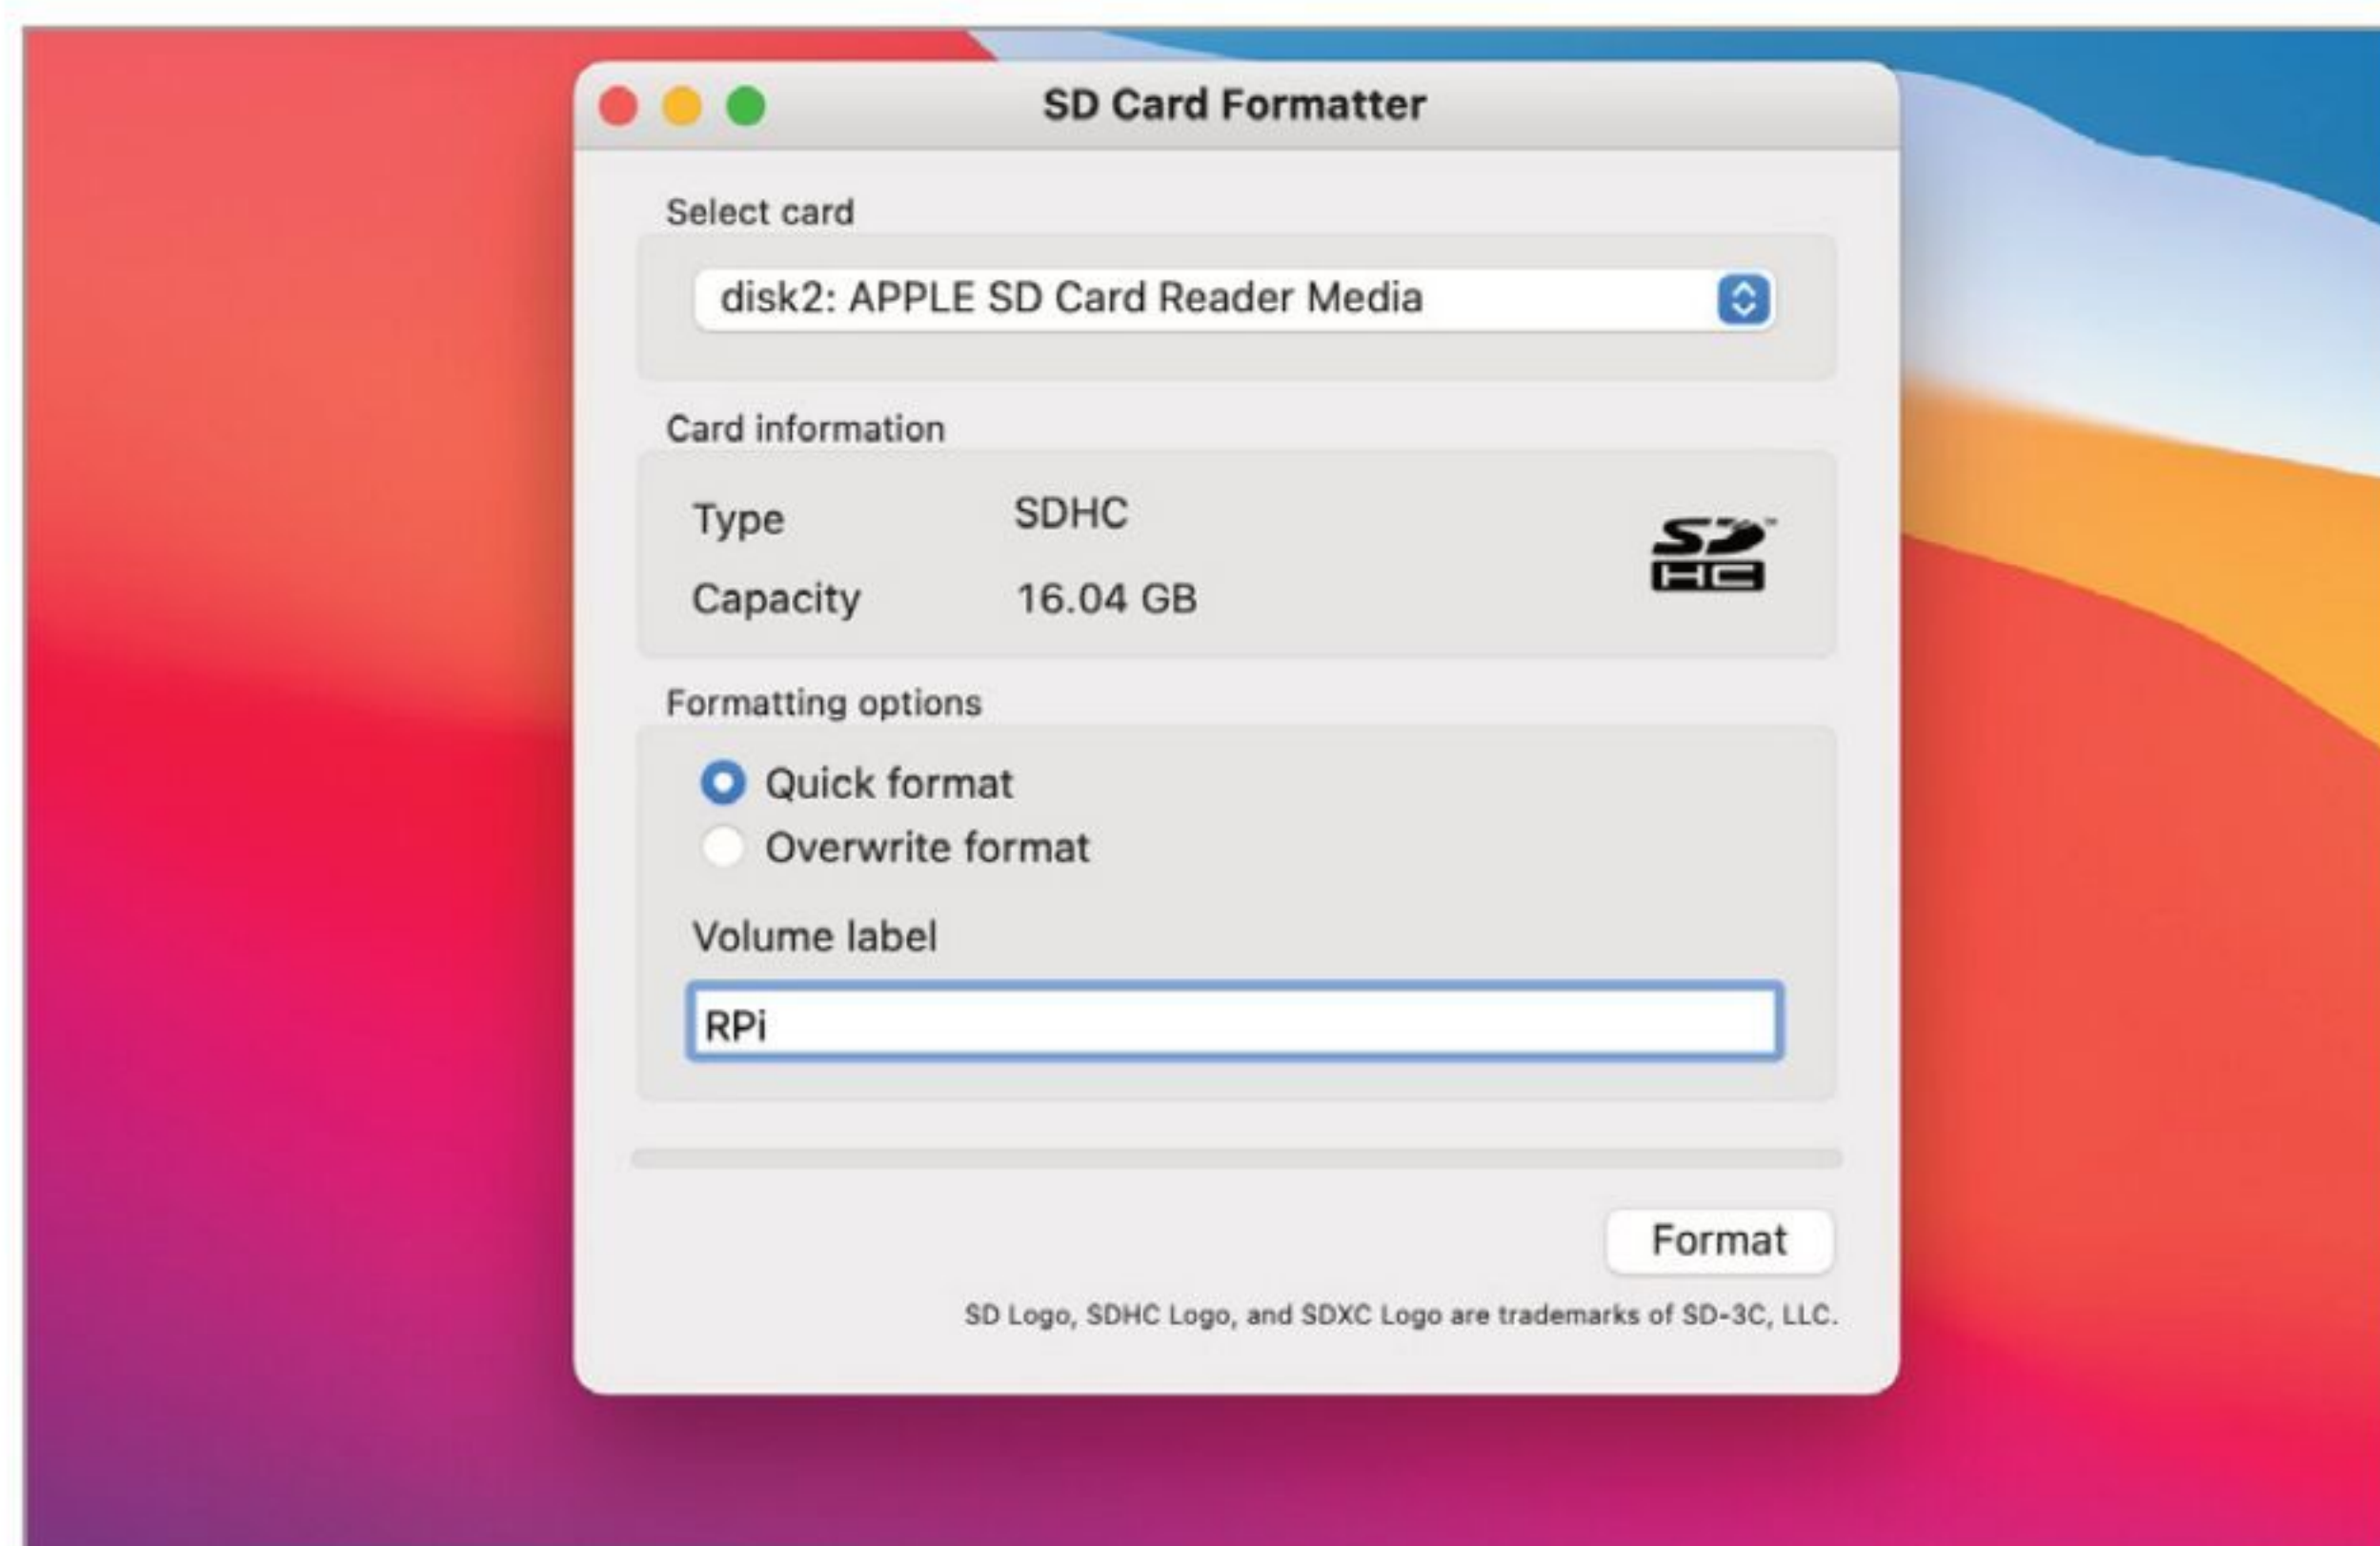 SD Card Formatter
Select card
disk2: APPLE SD Card Reader Media
Card information
Type SDHC
SD™
HC
Capacity 16.04 GB
Formatting options
Quick format
Overwrite format
Volume label
RPi
Format
SD Logo, SDHC Logo, and SDXC Logo are trademarks of SD-3C, LLC.